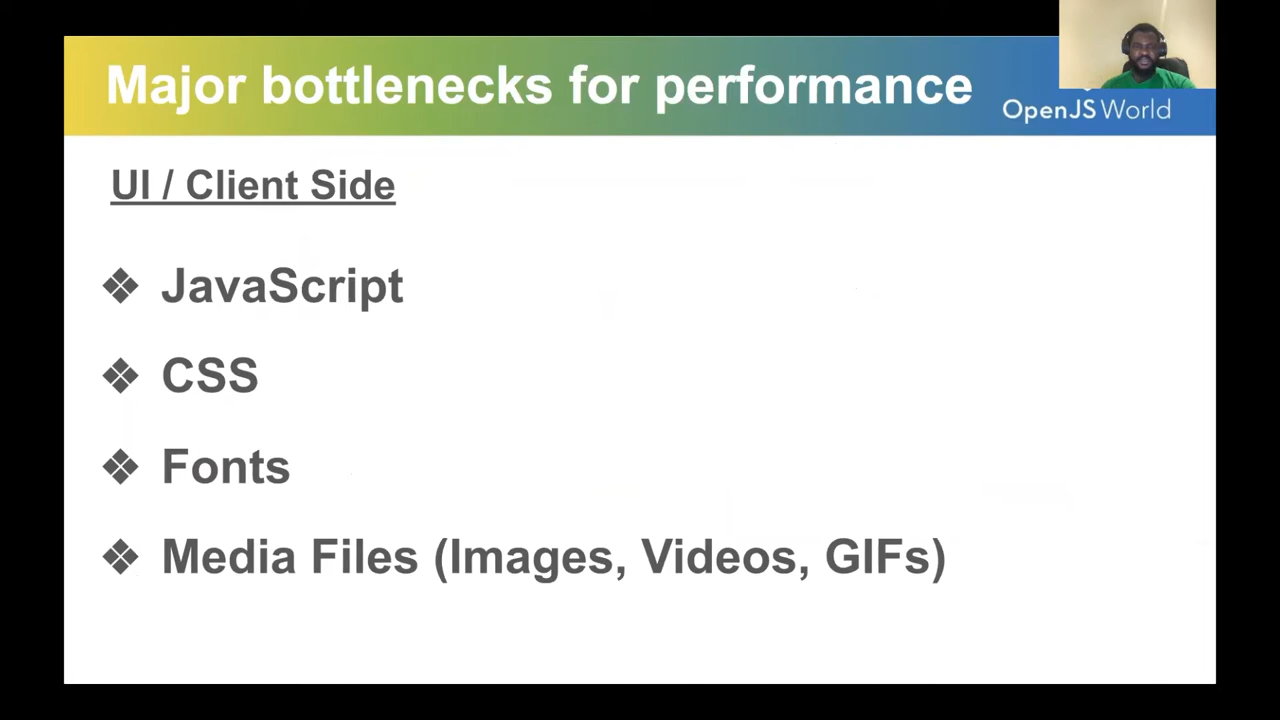 Major bottlenecks for performance
OpenJS World
UI / Client Side
❖ JavaScript
❖ CSS
❖ Fonts
❖ Media Files (Images, Videos, GIFs)